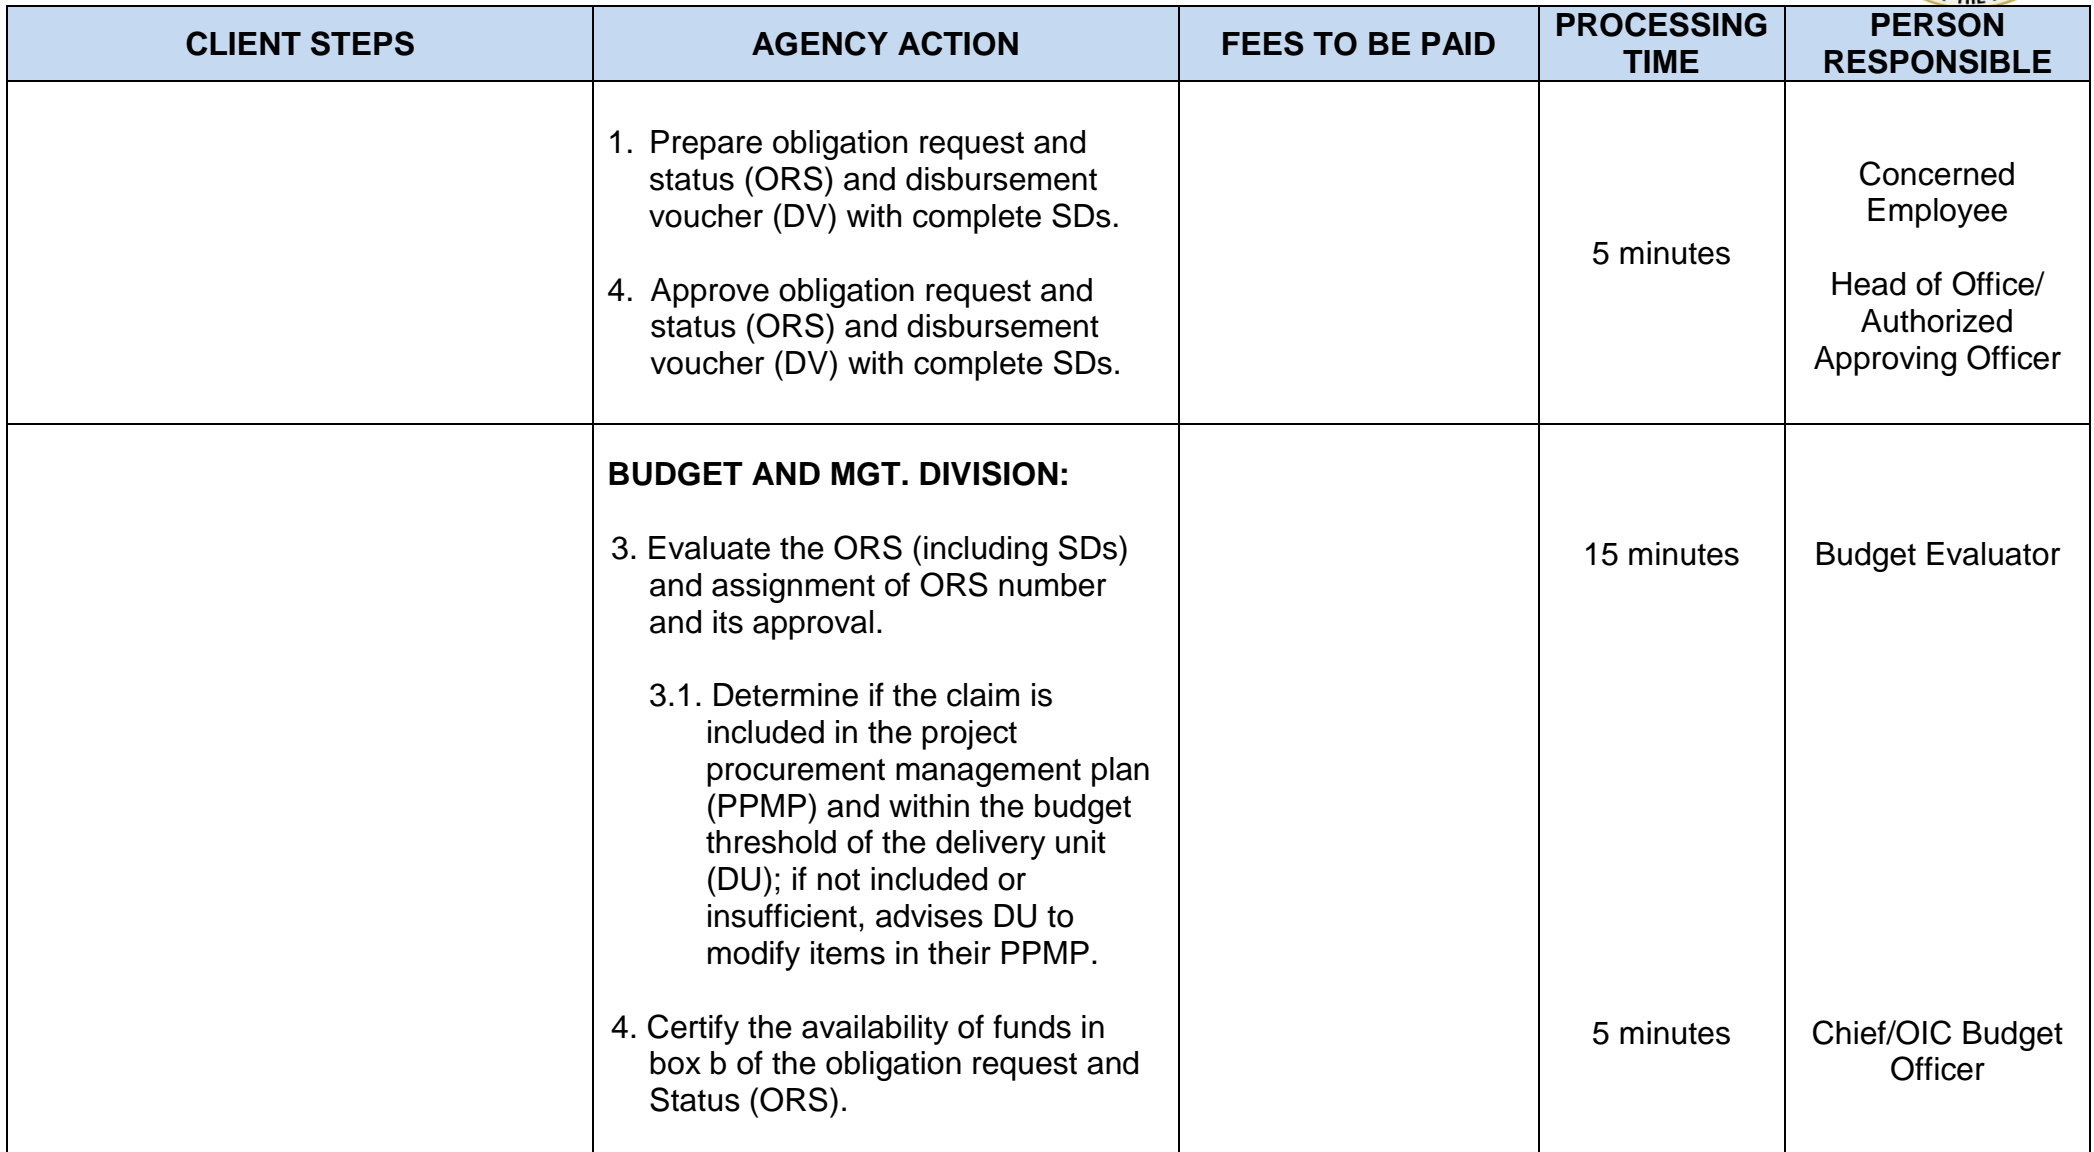 THE
CLIENT STEPS
AGENCY ACTION
FEES TO BE PAID
PROCESSING
TIME
PERSON
RESPONSIBLE
1. Prepare obligation request and
status (ORS) and disbursement
voucher (DV) with complete SDs.
4. Approve obligation request and
status (ORS) and disbursement
voucher (DV) with complete SDs.
5 minutes
Concerned
Employee
Head of Office/
Authorized
Approving Officer
BUDGET AND MGT. DIVISION:
3. Evaluate the ORS (including SDs)
and assignment of ORS number
and its approval.
15 minutes
Budget Evaluator
3.1. Determine if the claim is
included in the project
procurement management plan
(PPMP) and within the budget
threshold of the delivery unit
(DU); if not included or
insufficient, advises DU to
modify items in their PPMP.
4. Certify the availability of funds in
box b of the obligation request and
Status (ORS).
5 minutes
Chief/OIC Budget
Officer